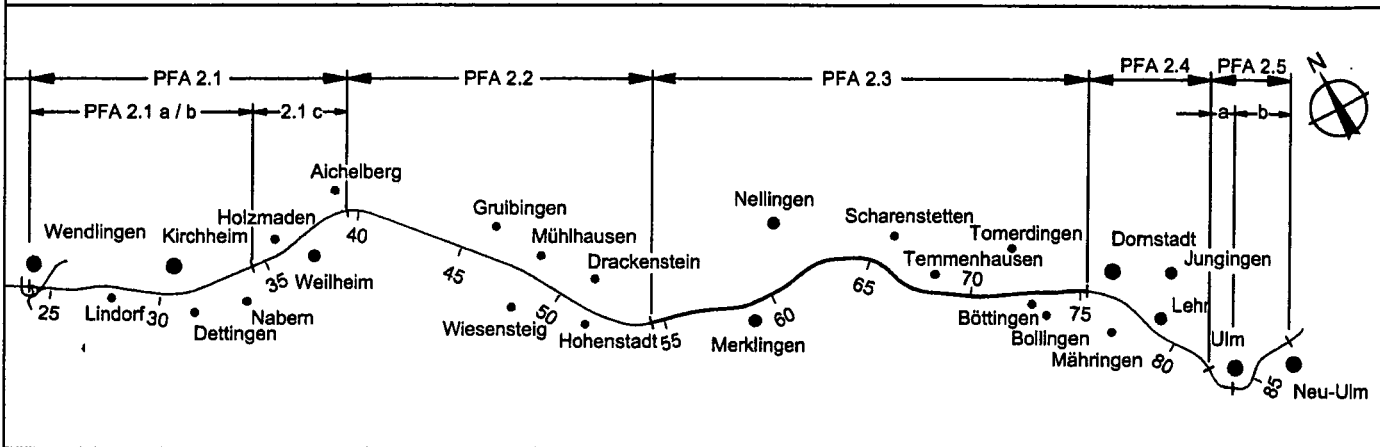 PFA 2.1
PFA 2.2
PFA 2.3
PFA 2.4
PFA 2.5
N
PFA 2.1 a / b
2.1 c
a
b
Aichelberg
Wendlingen
Kirchheim
Holzmaden
Weilheim
Lindorf
Dettingen
Nabern
Gruibingen
Mühlhausen
Drackenstein
Wiesensteig
Hohenstadt
Nellingen
Merklingen
Scharenstetten
Temmenhausen
Tomerdingen
Böttingen
Bollingen
Mähringen
Dornstadt
Jungingen
Lehr
Ulm
Neu-Ulm
25
30
35
40
45
50
55
60
65
70
75
80
85